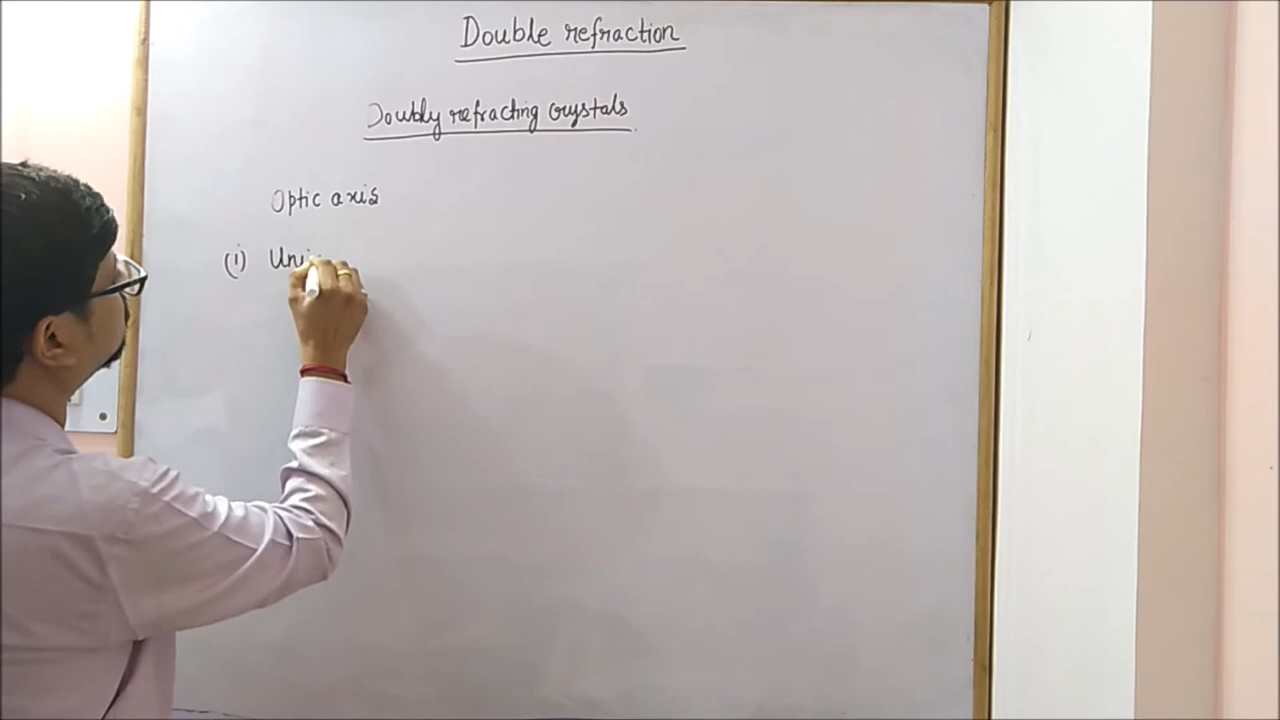 Double refraction
Doubly refracting crystals
Optic axis
(i) Uni